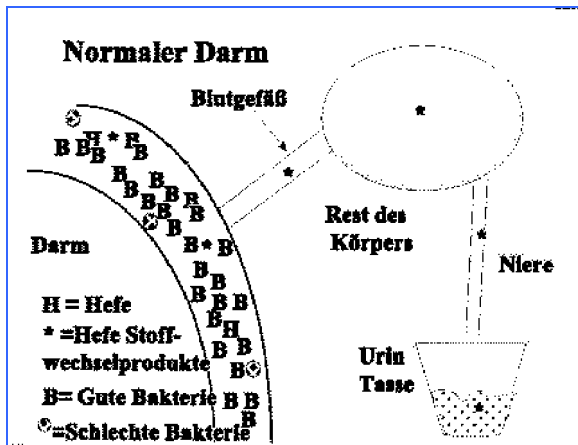 Normaler Darm
Blutgefäß
Rest des
Körpers
Niere
Darm
H = Hefe
* =Hefe Stoff-
wechselprodukte
B= Gute Bakterie
=Schlechte Bakterie
Urin
Tasse